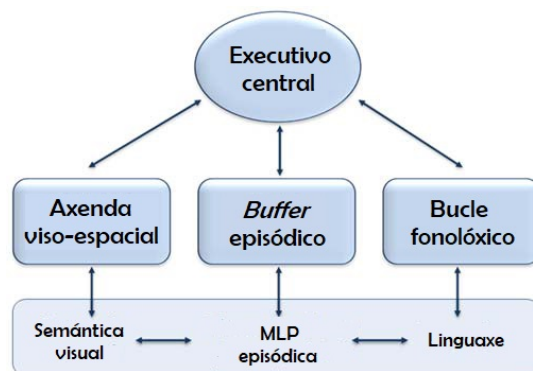 Executivo
central
Axenda
viso-espacial
Buffer
episódico
Bucle
fonolóxico
Semántica
visual
MLP
episódica
Linguaxe